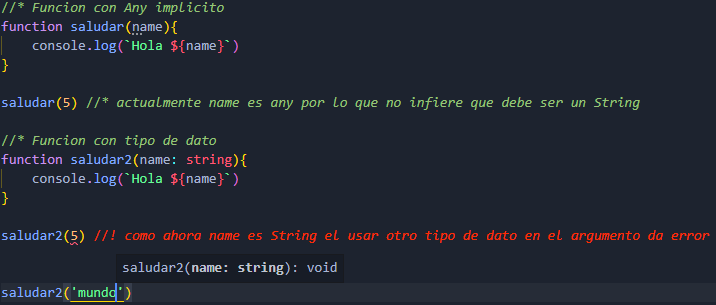 //* Funcion con Any implicito
function saludar(name){
    console.log(`Hola ${name}`)
}
saludar(5) //* actualmente name es any por lo que no infiere que debe ser un String
//* Funcion con tipo de dato
function saludar2(name: string){
    console.log(`Hola ${name}`)
}
saludar2(5) //! como ahora name es String el usar otro tipo de dato en el argumento da error
saludar2(name: string): void
saludar2('mundo')